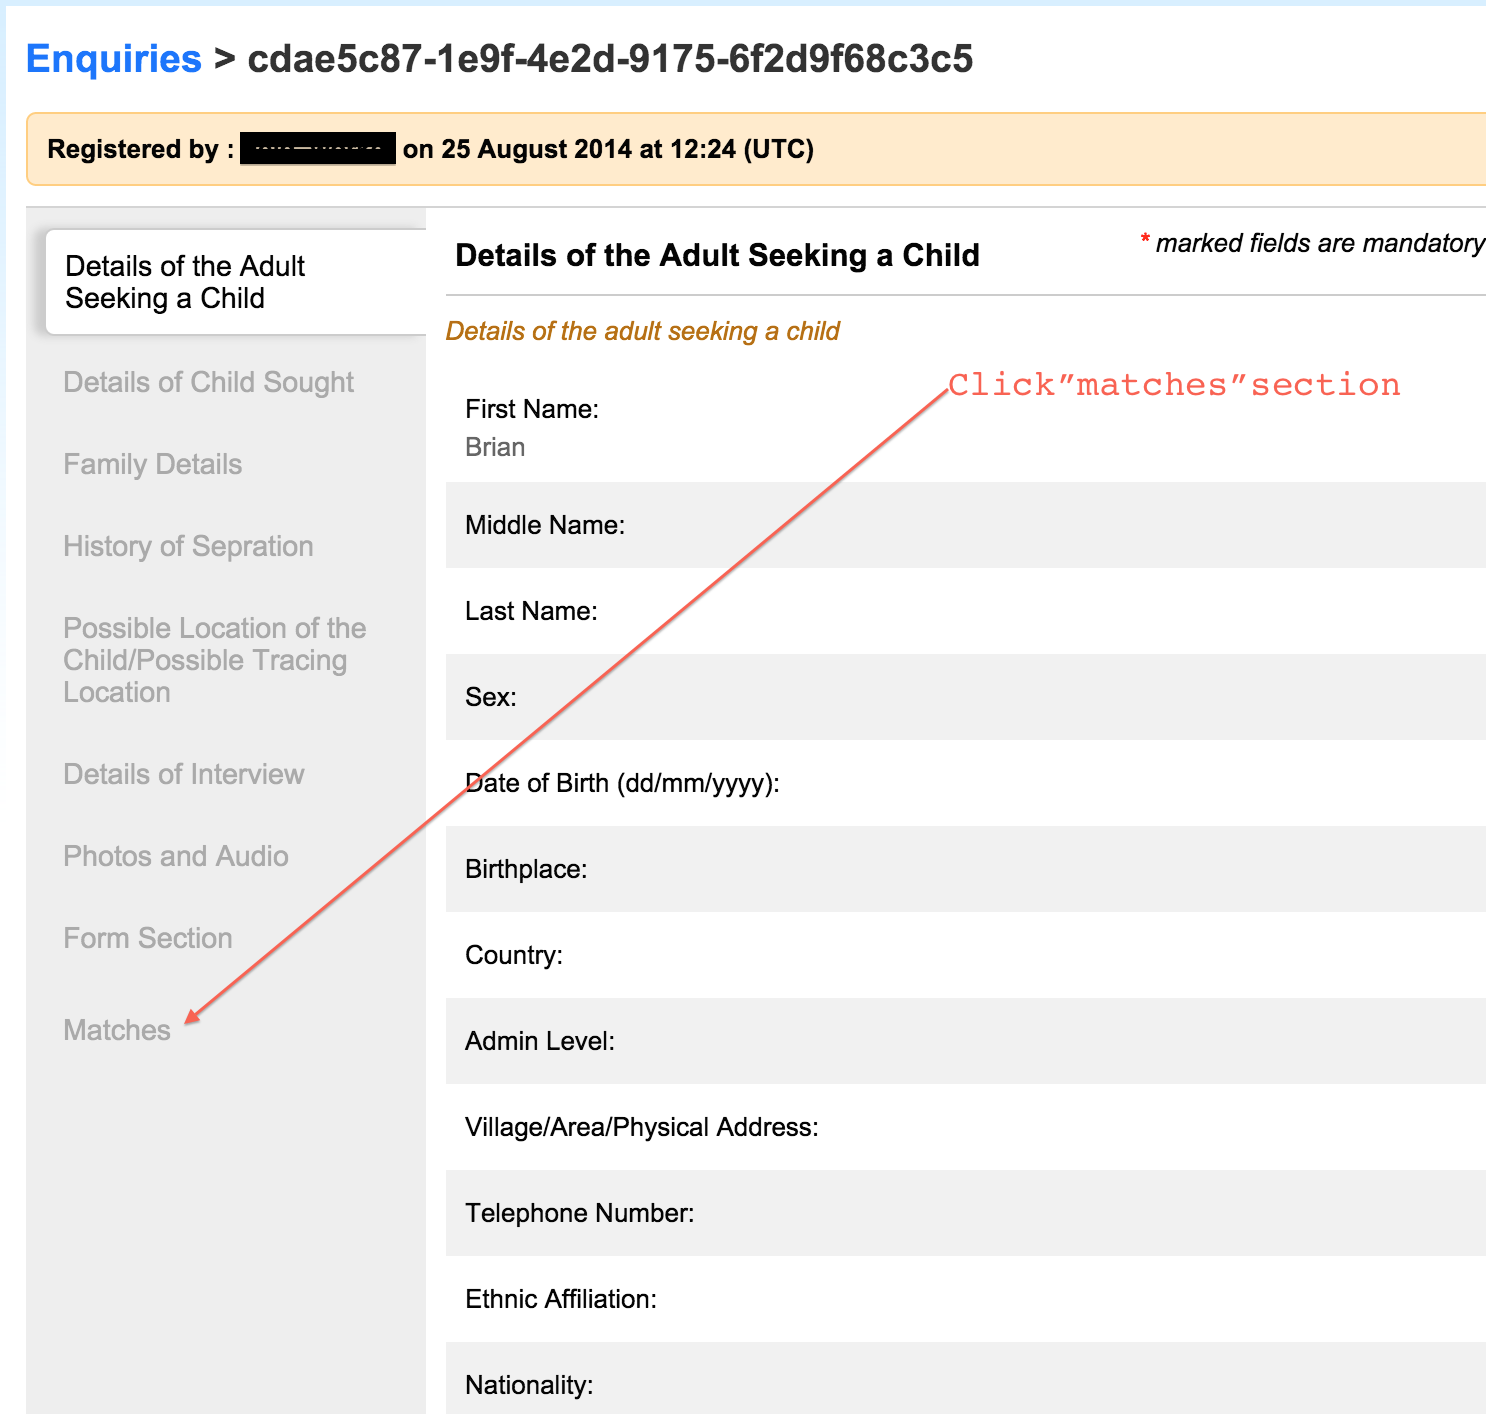 Enquiries > cdae5c87-1e9f-4e2d-9175-6f2d9f68c3c5
Registered by : on 25 August 2014 at 12:24 (UTC)
Details of the Adult
Seeking a Child
Details of Child Sought
Family Details
History of Sepration
Possible Location of the
Child/Possible Tracing
Location
Details of Interview
Photos and Audio
Form Section
Matches
Details of the Adult Seeking a Child
* marked fields are mandatory
Details of the adult seeking a child
Click”matches”section
First Name:
Brian
Middle Name:
Last Name:
Sex:
Date of Birth (dd/mm/yyyy):
Birthplace:
Country:
Admin Level:
Village/Area/Physical Address:
Telephone Number:
Ethnic Affiliation:
Nationality: